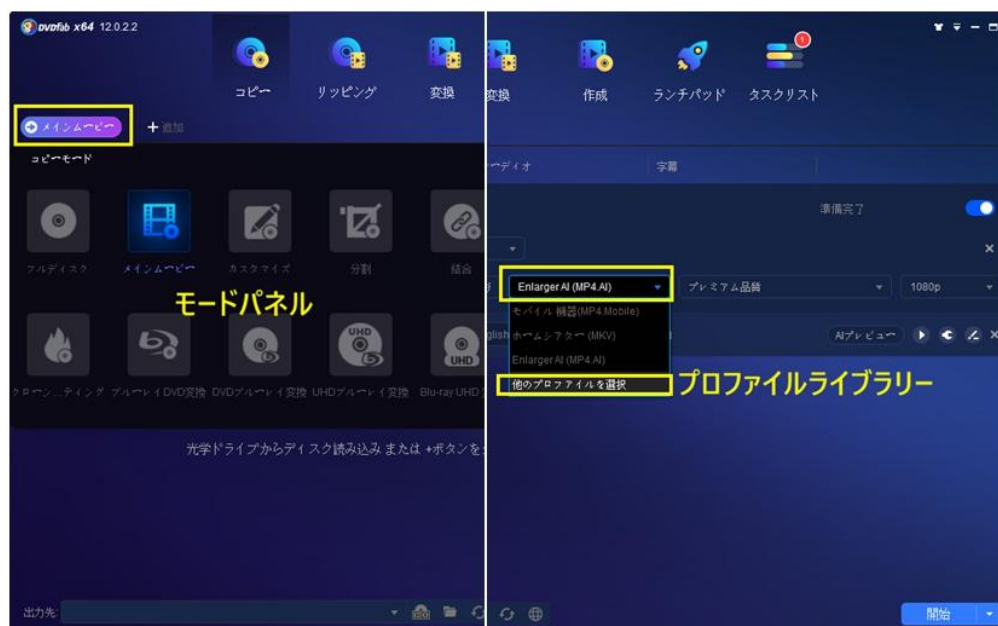 DVDFab x64 12.0.2.2
コピー
リッピング
変換
メインムービー
追加
コピーモード
フルディスク
メインムービー
カスタマイズ
分割
結合
モードパネル
ブルーレイDVD変換
DVDブルーレイ変換
UHDブルーレイ変換
Blu-ray UHD
UHD
UHD
光学ドライブからディスク読み込み または +ボタンを
出力先:
変換
作成
ランチパッド
タスクリスト
1
ーディオ
字幕
準備完了
Enlarger AI (MP4.AI)
プレミアム品質
1080p
モバイル 機器(MP4.Mobile)
nglish
ホームシアター (MKV)
AIプレビュー
Enlarger AI (MP4.AI)
他のプロファイルを選択
プロファイルライブラリー
開始